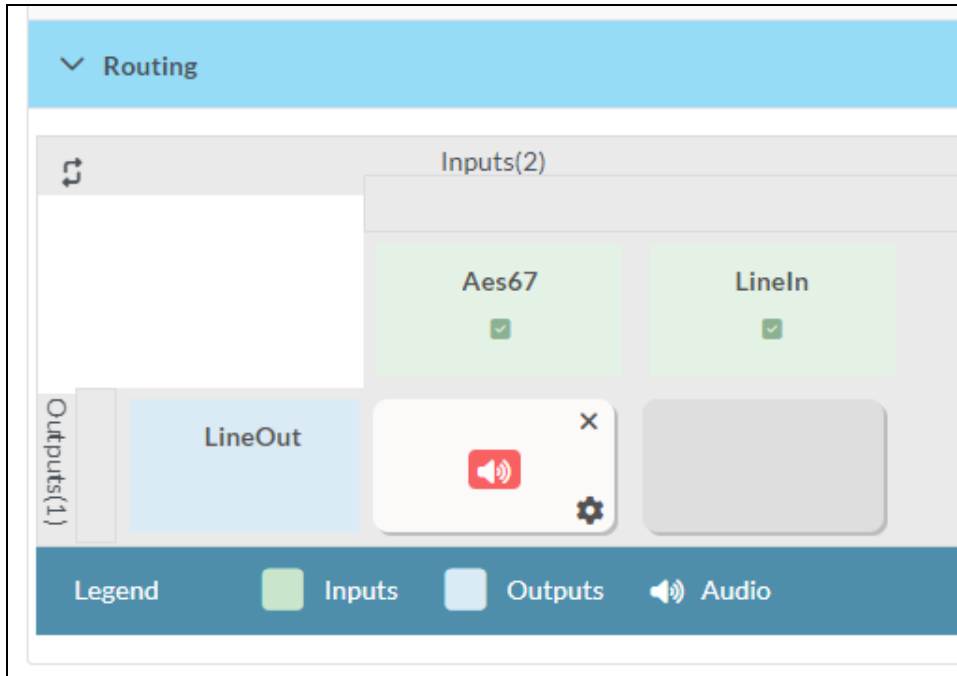 Routing
Inputs(2)
Aes67
LineIn
Outputs(1)
LineOut
Legend
Inputs
Outputs
Audio